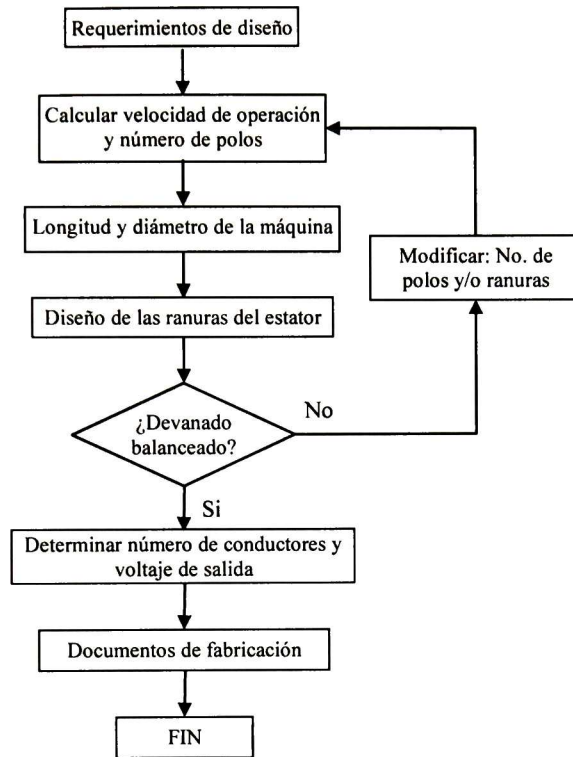 Requerimientos de diseño
Calcular velocidad de operación
y número de polos
Longitud y diámetro de la máquina
Modificar: No. de
polos y/o ranuras
Diseño de las ranuras del estator
¿Devanado
balanceado?
No
Si
Determinar número de conductores y
voltaje de salida
Documentos de fabricación
FIN